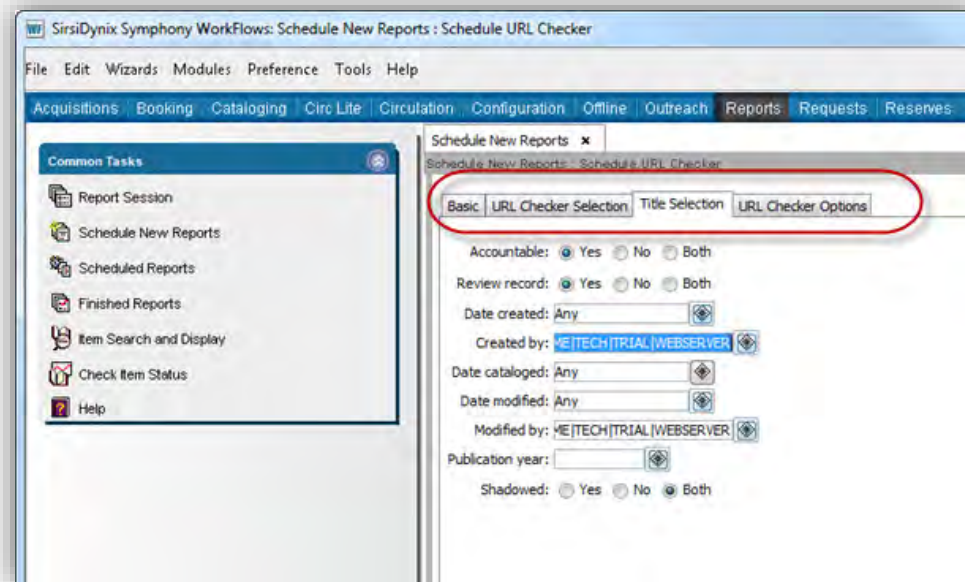 SirsiDynix Symphony WorkFlows: Schedule New Reports : Schedule URL Checker
File Edit Wizards Modules Preference Tools Help
Acquisitions Booking Cataloging Circ Lite Circulation Configuration Offline Outreach Reports Requests Reserves
Schedule New Reports
Schedule New Reports : Schedule URL Checker
Common Tasks
Report Session
Schedule New Reports
Scheduled Reports
Finished Reports
Item Search and Display
Check Item Status
Help
Basic URL Checker Selection Title Selection URL Checker Options
Accountable: Yes No Both
Review record: Yes No Both
Date created: Any
Created by: ME|TECH|TRIAL|WEBSERVER
Date cataloged: Any
Date modified: Any
Modified by: ME|TECH|TRIAL|WEBSERVER
Publication year:
Shadowed: Yes No Both